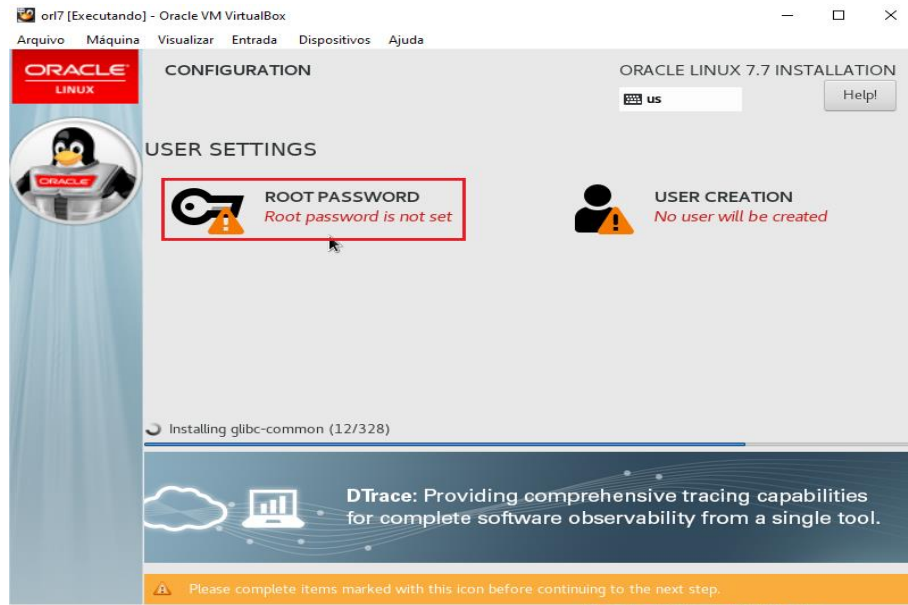 orl7 [Executando] - Oracle VM VirtualBox
Arquivo Máquina Visualizar Entrada Dispositivos Ajuda
ORACLE
LINUX
CONFIGURATION
ORACLE LINUX 7.7 INSTALLATION
us
Help!
ORACLE
USER SETTINGS
ROOT PASSWORD
Root password is not set
USER CREATION
No user will be created
Installing glibc-common (12/328)
DTrace: Providing comprehensive tracing capabilities
for complete software observability from a single tool.
Please complete items marked with this icon before continuing to the next step.